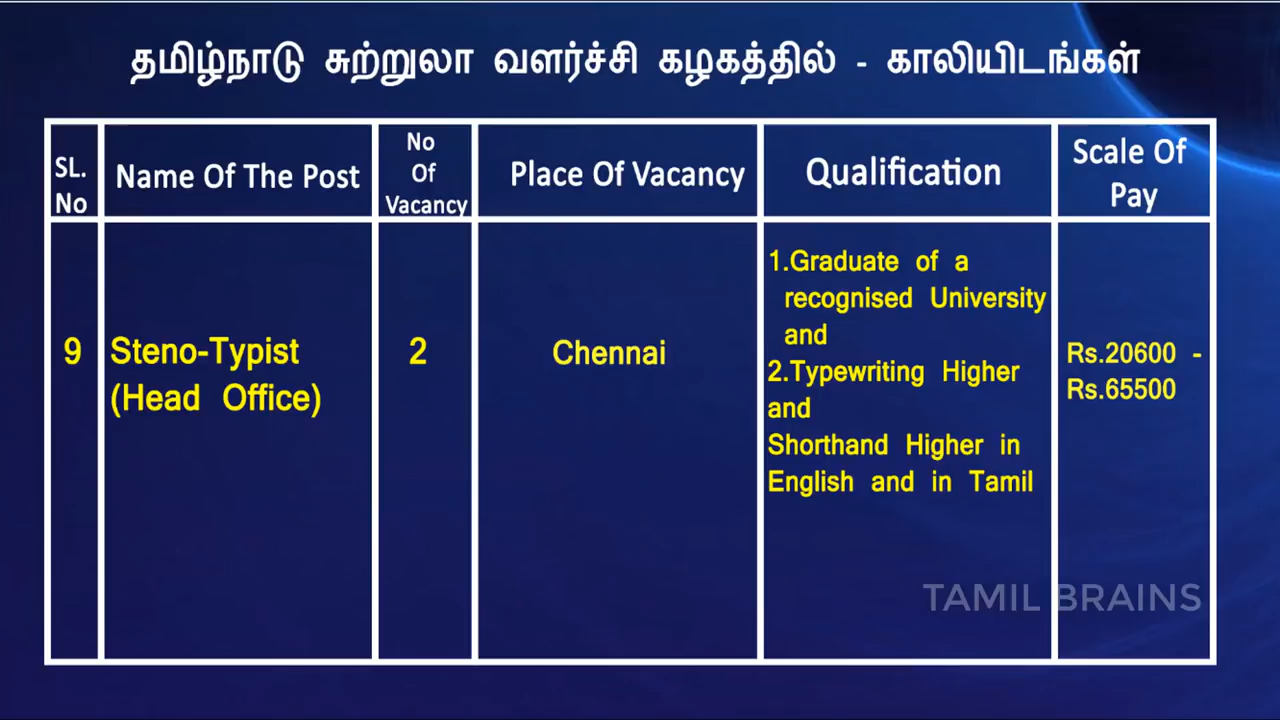 தமிழ்நாடு சுற்றுலா வளர்ச்சி கழகத்தில் - காலியிடங்கள்
SL. No
Name Of The Post
No Of Vacancy
Place Of Vacancy
Qualification
Scale Of Pay
9
Steno-Typist
(Head Office)
2
Chennai
1.Graduate of a
recognised University
and
2.Typewriting Higher
and
Shorthand Higher in
English and in Tamil
Rs.20600 -
Rs.65500
TAMIL BRAINS